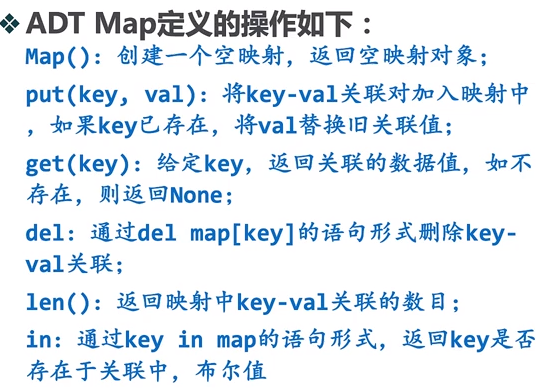 ❖ ADT Map定义的操作如下：
Map(): 创建一个空映射，返回空映射对象；
put(key, val): 将key-val关联对加入映射中
，如果key已存在，将val替换旧关联值；
get(key): 给定key，返回关联的数据值，如不
存在，则返回None；
del: 通过del map[key]的语句形式删除key-
val关联；
len(): 返回映射中key-val关联的数目；
in: 通过key in map的语句形式，返回key是否
存在于关联中，布尔值